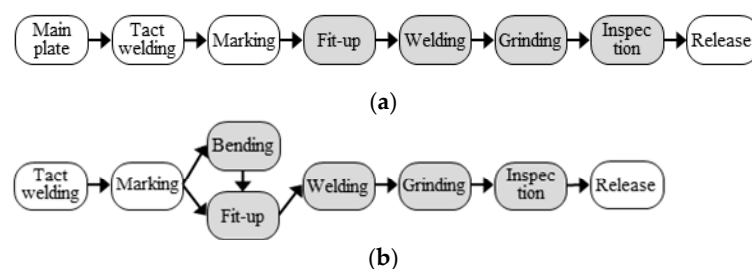 Main
plate
Tact
welding
Marking
Fit-up
Welding
Grinding
Inspec
tion
Release
(a)
Tact
welding
Marking
Bending
Fit-up
Welding
Grinding
Inspec
tion
Release
(b)